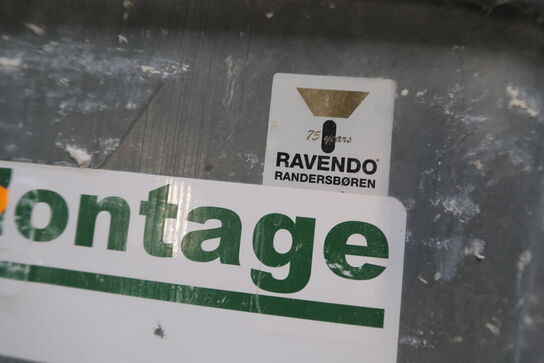 75 years
RAVENDO®
RANDERSBØREN
ontage